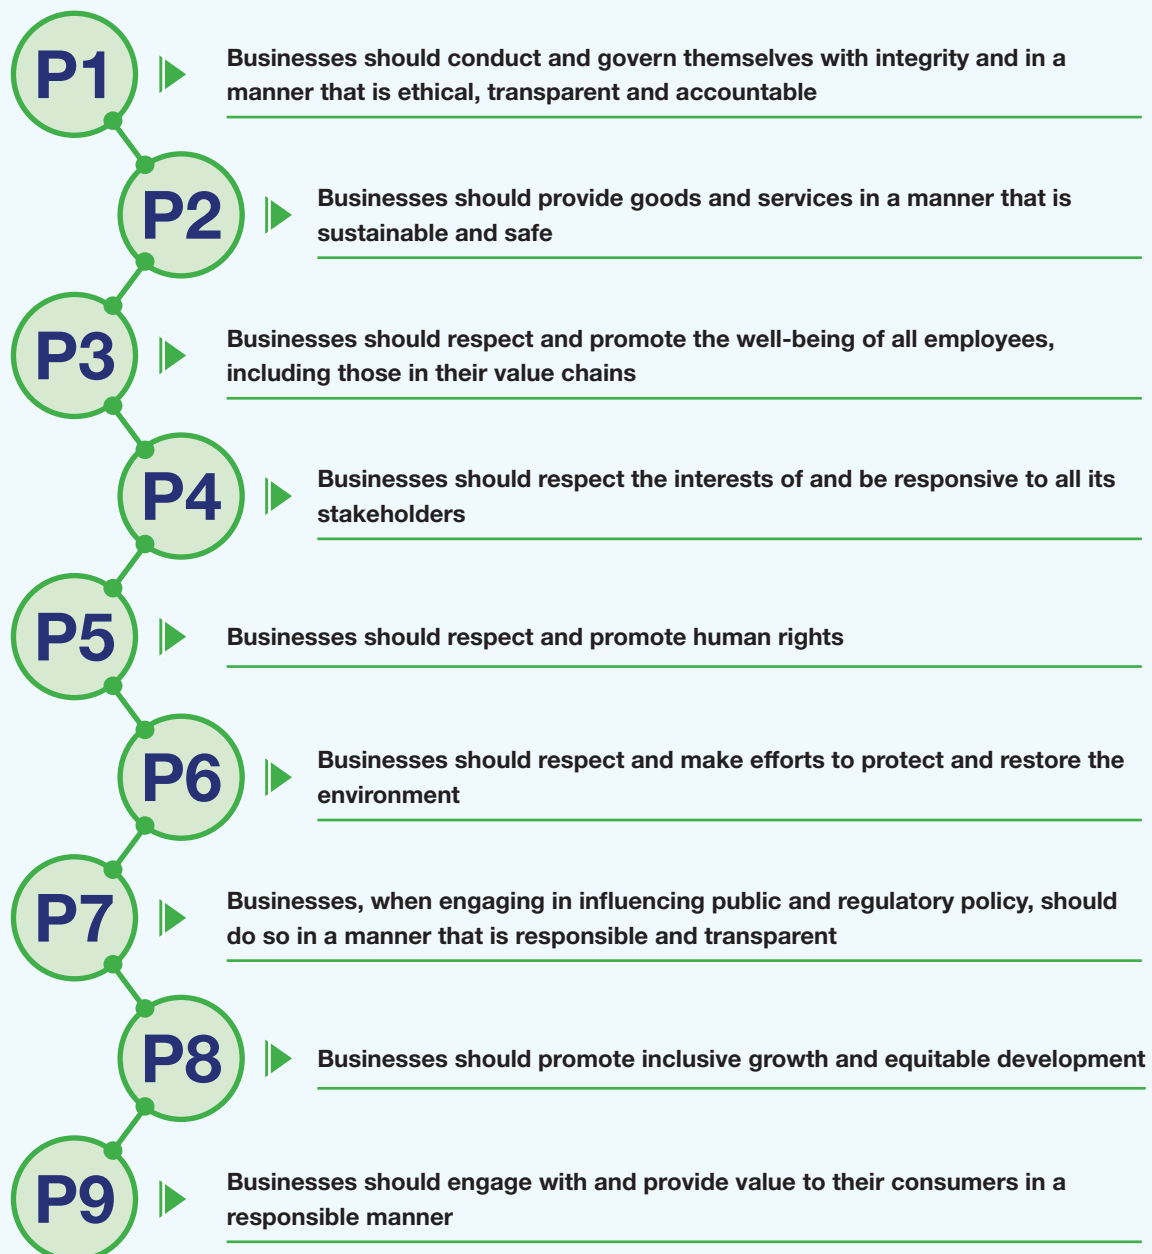 P1
Businesses should conduct and govern themselves with integrity and in a
manner that is ethical, transparent and accountable
P2
Businesses should provide goods and services in a manner that is
sustainable and safe
P3
Businesses should respect and promote the well-being of all employees,
including those in their value chains
P4
Businesses should respect the interests of and be responsive to all its
stakeholders
P5
Businesses should respect and promote human rights
P6
Businesses should respect and make efforts to protect and restore the
environment
P7
Businesses, when engaging in influencing public and regulatory policy, should
do so in a manner that is responsible and transparent
P8
Businesses should promote inclusive growth and equitable development
P9
Businesses should engage with and provide value to their consumers in a
responsible manner